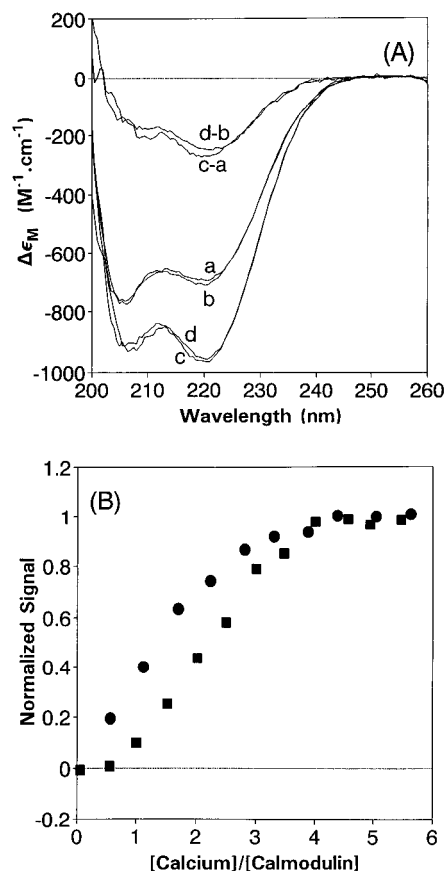 (A)
200
0
-200
-400
-600
-800
-1000
Δε_M (M⁻¹.cm⁻¹)
d-b
c-a
a
b
d
c
200 210 220 230 240 250 260
Wavelength (nm)
(B)
1.2
1
0.8
0.6
0.4
0.2
0
-0.2
Normalized Signal
0 1 2 3 4 5 6
[Calcium]/[Calmodulin]